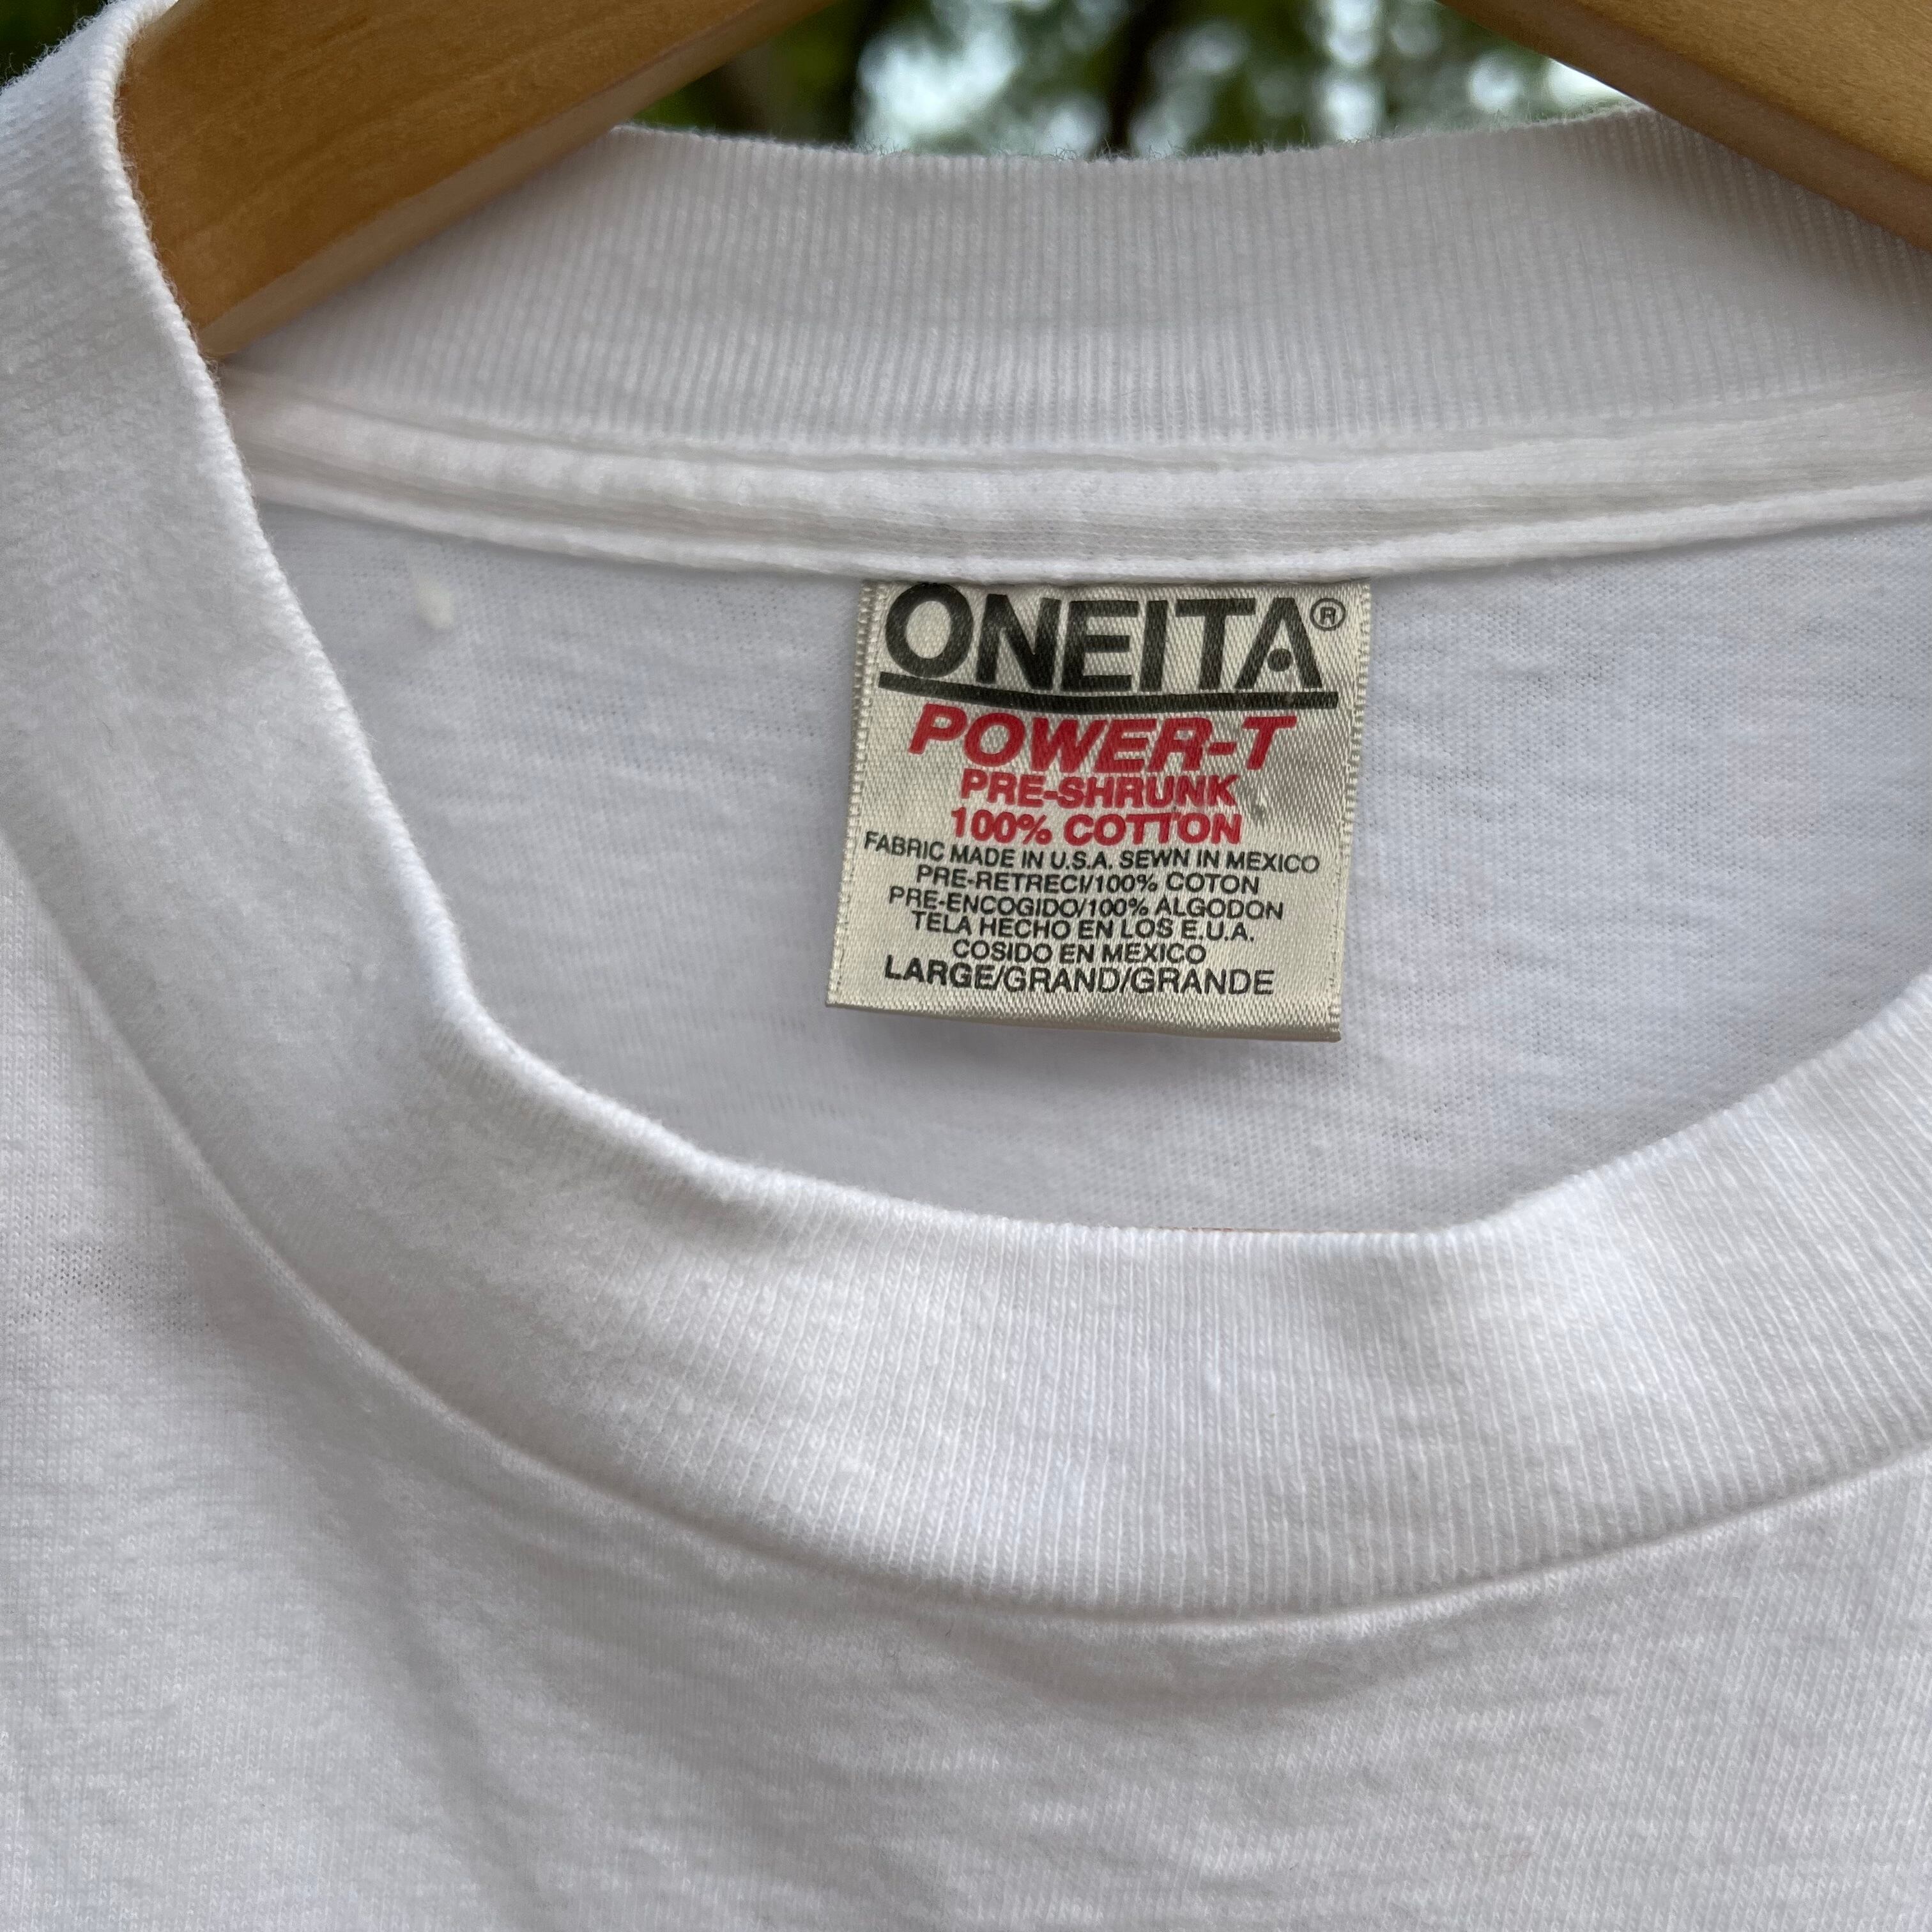 ONEITA®
POWER-T
PRE-SHRUNK
100% COTTON
FABRIC MADE IN U.S.A. SEWN IN MEXICO
PRE-RETRECI/100% COTON
PRE-ENCOGIDO/100% ALGODON
TELA HECHO EN LOS E.U.A.
COSIDO EN MEXICO
LARGE/GRAND/GRANDE